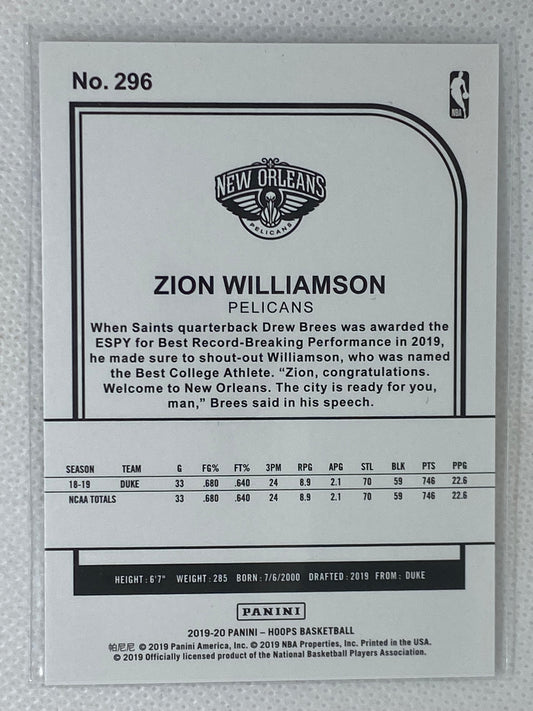 No. 296
NBA
NEW ORLEANS
PELICANS
ZION WILLIAMSON
PELICANS
When Saints quarterback Drew Brees was awarded the
ESPY for Best Record-Breaking Performance in 2019,
he made sure to shout-out Williamson, who was named
the Best College Athlete. “Zion, congratulations.
Welcome to New Orleans. The city is ready for you,
man,” Brees said in his speech.
SEASON TEAM G FG% FT% 3PM RPG APG STL BLK PTS PPG
18-19 DUKE 33 .680 .640 24 8.9 2.1 70 59 746 22.6
NCAA TOTALS 33 .680 .640 24 8.9 2.1 70 59 746 22.6
HEIGHT: 6'7" WEIGHT: 285 BORN: 7/6/2000 DRAFTED: 2019 FROM: DUKE
PANINI
2019-20 PANINI – HOOPS BASKETBALL
帕尼尼 © 2019 Panini America, Inc. © 2019 NBA Properties, Inc. Printed in the USA.
© 2019 Officially licensed product of the National Basketball Players Association.